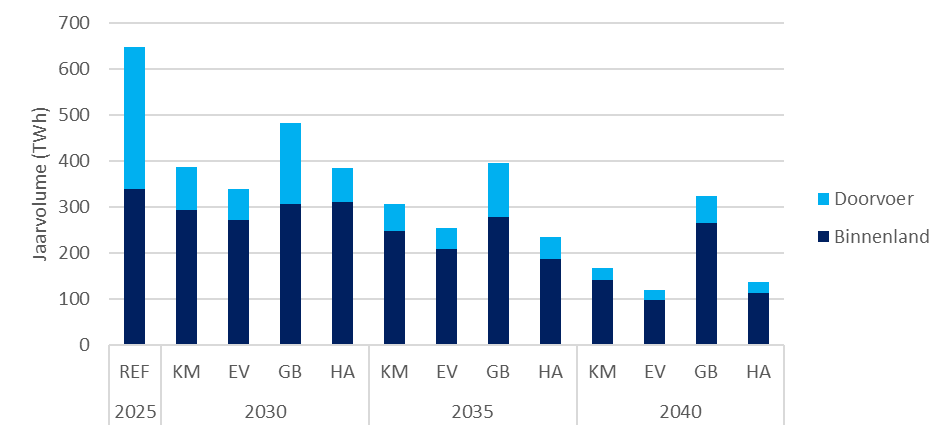 700
600
500
400
300
200
100
0
Jaarvolume (TWh)
Doorvoer
Binnenland
REF KM EV GB HA KM EV GB HA KM EV GB HA
2025 2030 2035 2040